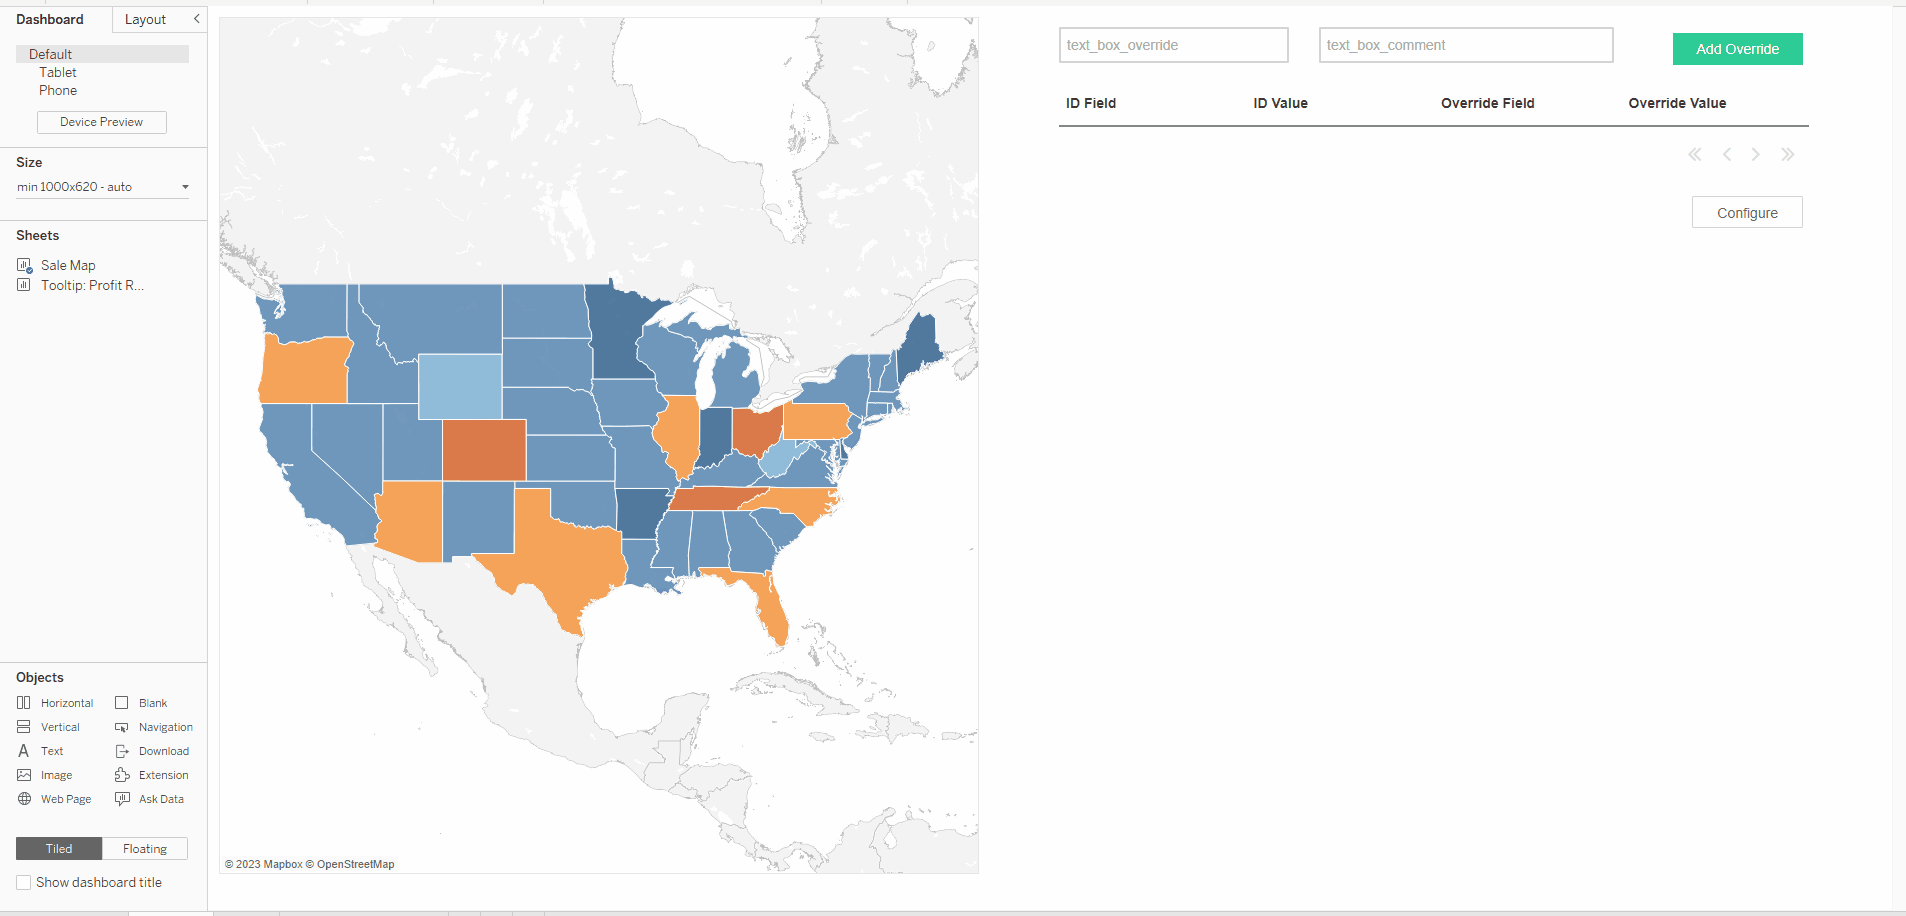 Dashboard
Layout
Default
Tablet
Phone
Device Preview
Size
min 1000x620 - auto
Sheets
Sale Map
Tooltip: Profit R...
Objects
Horizontal
Blank
Vertical
Navigation
Text
Download
Image
Extension
Web Page
Ask Data
Tiled
Floating
Show dashboard title
© 2023 Mapbox © OpenStreetMap
text_box_override
text_box_comment
Add Override
ID Field
ID Value
Override Field
Override Value
Configure